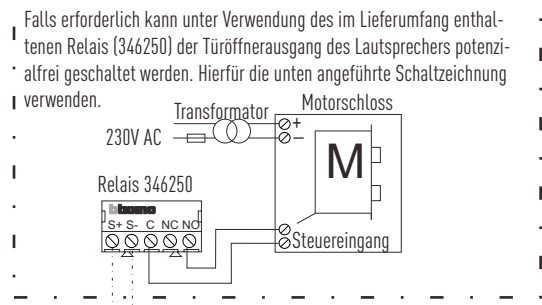 Falls erforderlich kann unter Verwendung des im Lieferumfang enthal-
tenen Relais (346250) der Türöffnerausgang des Lautsprechers potenzi-
alfrei geschaltet werden. Hierfür die unten angeführte Schaltzeichnung
verwenden.
Transformator
Motorschloss
230V AC
+
–
M
Relais 346250
bticino
S+ S- C NC NO
Steuereingang